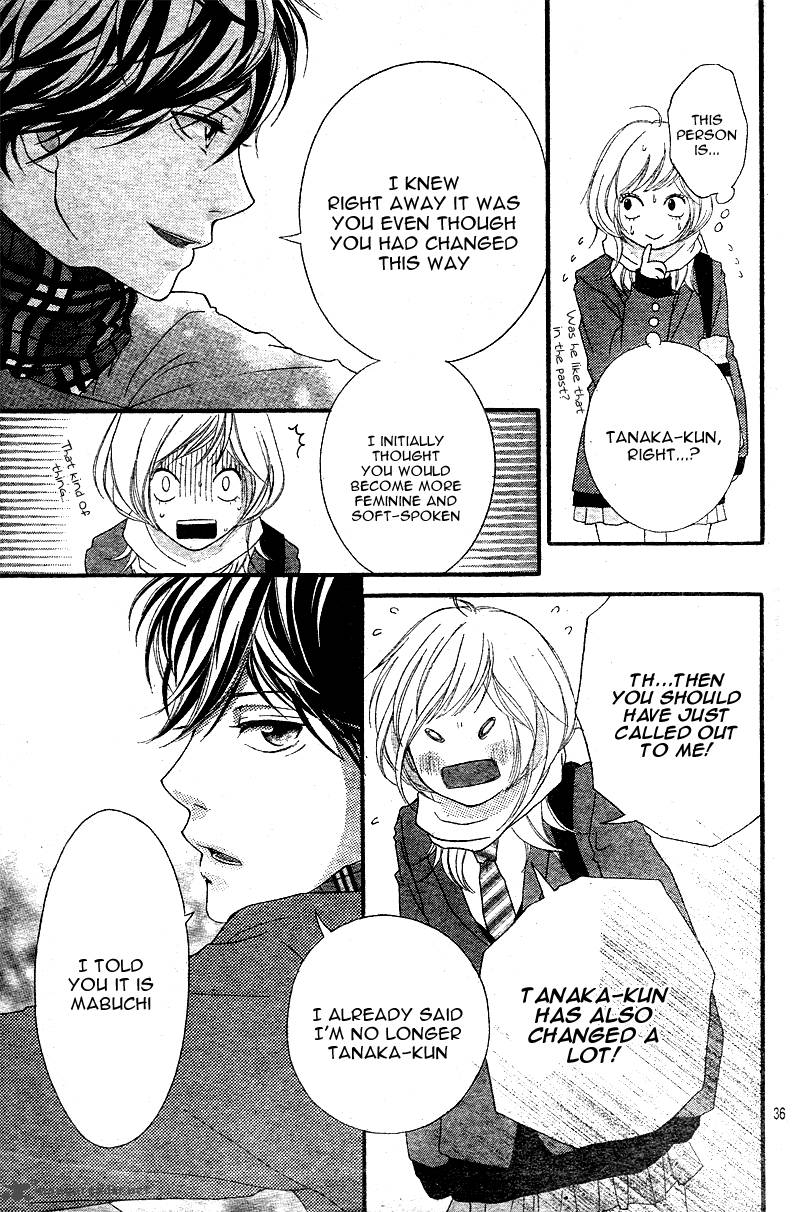 THIS
PERSON
IS...
Was he like that
in the past?
TANAKA-KUN,
RIGHT...?
I KNEW
RIGHT AWAY IT WAS
YOU EVEN THOUGH
YOU HAD CHANGED
THIS WAY
I INITIALLY
THOUGHT
YOU WOULD
BECOME MORE
FEMININE AND
SOFT-SPOKEN
That kind of
thing...
TH...THEN
YOU SHOULD
HAVE JUST
CALLED OUT
TO ME!
TANAKA-KUN
HAS ALSO
CHANGED A
LOT!
I ALREADY SAID
I'M NO LONGER
TANAKA-KUN
I TOLD
YOU IT IS
MABUCHI
36